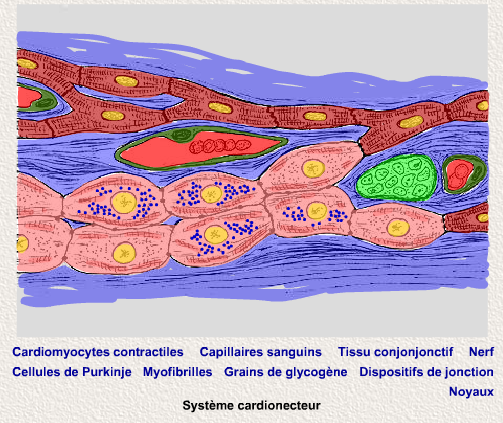 Cardiomyocytes contractiles Capillaires sanguins Tissu conjonjonctif Nerf
Cellules de Purkinje Myofibrilles Grains de glycogène Dispositifs de jonction
Noyaux
Système cardionecteur